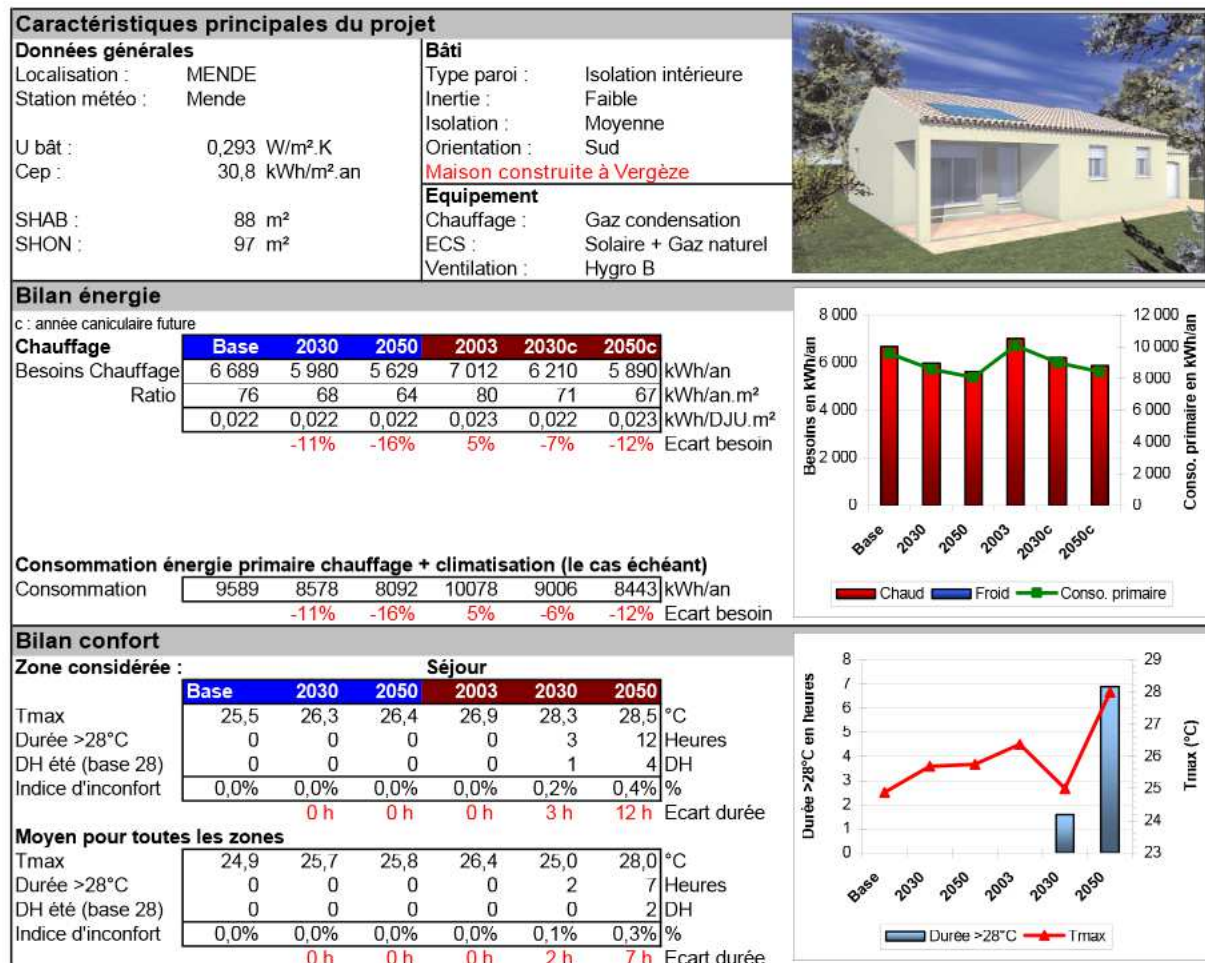 Caractéristiques principales du projet
Données générales
Localisation : MENDE
Station météo : Mende
U bât : 0,293 W/m².K
Cep : 30,8 kWh/m².an
SHAB : 88 m²
SHON : 97 m²
Bâti
Type paroi : Isolation intérieure
Inertie : Faible
Isolation : Moyenne
Orientation : Sud
Maison construite à Vergèze
Equipement
Chauffage : Gaz condensation
ECS : Solaire + Gaz naturel
Ventilation : Hygro B
Bilan énergie
c : année caniculaire future
Chauffage Base 2030 2050 2003 2030c 2050c
Besoins Chauffage 6 689 5 980 5 629 7 012 6 210 5 890 kWh/an
Ratio 76 68 64 80 71 67 kWh/an.m²
0,022 0,022 0,022 0,023 0,022 0,023 kWh/DJU.m²
-11% -16% 5% -7% -12% Ecart besoin
Consommation énergie primaire chauffage + climatisation (le cas échéant)
Consommation 9589 8578 8092 10078 9006 8443 kWh/an
-11% -16% 5% -6% -12% Ecart besoin
Besoins en kWh/an
8 000
6 000
4 000
2 000
0
12 000
10 000
8 000
6 000
4 000
2 000
0
Conso. primaire en kWh/an
Base 2030 2050 2003 2030c 2050c
Chaud Froid Conso. primaire
Bilan confort
Zone considérée : Séjour
Base 2030 2050 2003 2030 2050
Tmax 25,5 26,3 26,4 26,9 28,3 28,5 °C
Durée >28°C 0 0 0 0 3 12 Heures
DH été (base 28) 0 0 0 0 1 4 DH
Indice d'inconfort 0,0% 0,0% 0,0% 0,0% 0,2% 0,4% %
0 h 0 h 0 h 3 h 12 h Ecart durée
Moyen pour toutes les zones
Tmax 24,9 25,7 25,8 26,4 25,0 28,0 °C
Durée >28°C 0 0 0 0 2 7 Heures
DH été (base 28) 0 0 0 0 0 2 DH
Indice d'inconfort 0,0% 0,0% 0,0% 0,0% 0,1% 0,3% %
0 h 0 h 0 h 2 h 7 h Ecart durée
Durée >28°C en heures
8
7
6
5
4
3
2
1
0
29
28
27
26
25
24
23
Tmax (°C)
Base 2030 2050 2003 2030 2050
Durée >28°C Tmax